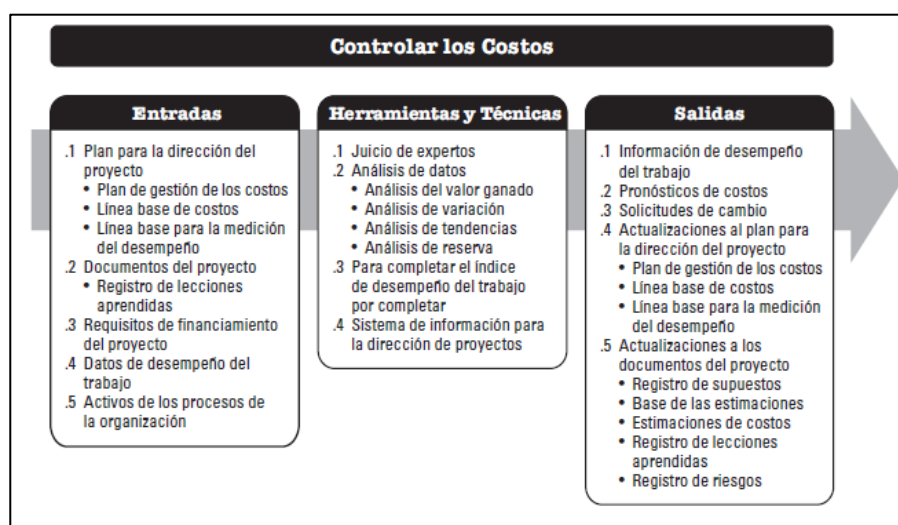 Controlar los Costos
Entradas
.1 Plan para la dirección del
proyecto
• Plan de gestión de los costos
• Línea base de costos
• Línea base para la medición
del desempeño
.2 Documentos del proyecto
• Registro de lecciones
aprendidas
.3 Requisitos de financiamiento
del proyecto
.4 Datos de desempeño del
trabajo
.5 Activos de los procesos de
la organización
Herramientas y Técnicas
.1 Juicio de expertos
.2 Análisis de datos
• Análisis del valor ganado
• Análisis de variación
• Análisis de tendencias
• Análisis de reserva
.3 Para completar el índice
de desempeño del trabajo
por completar
.4 Sistema de información para
la dirección de proyectos
Salidas
.1 Información de desempeño
del trabajo
.2 Pronósticos de costos
.3 Solicitudes de cambio
.4 Actualizaciones al plan para
la dirección del proyecto
• Plan de gestión de los costos
• Línea base de costos
• Línea base para la medición
del desempeño
.5 Actualizaciones a los
documentos del proyecto
• Registro de supuestos
• Base de las estimaciones
• Estimaciones de costos
• Registro de lecciones
aprendidas
• Registro de riesgos